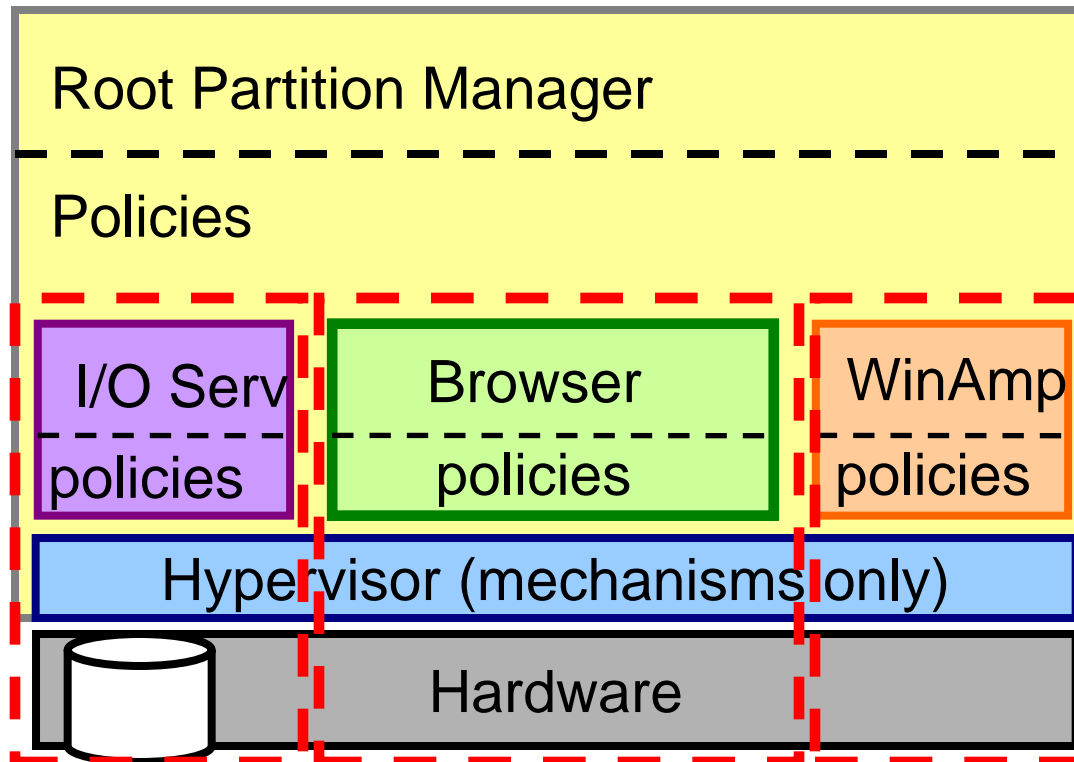 Root Partition Manager
Policies
I/O Serv
policies
Browser
policies
WinAmp
policies
Hypervisor (mechanisms only)
Hardware